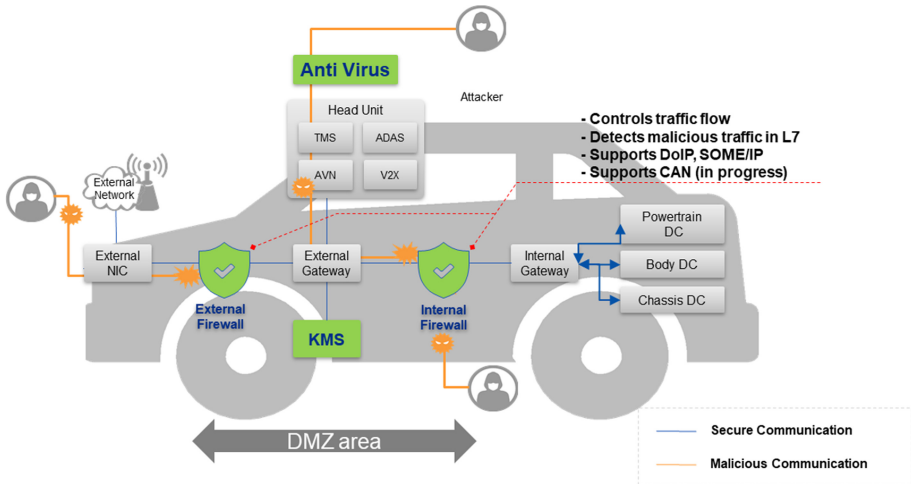 Anti Virus
Attacker
Head Unit
TMS
ADAS
AVN
V2X
- Controls traffic flow
- Detects malicious traffic in L7
- Supports DoIP, SOME/IP
- Supports CAN (in progress)
External
Network
External
NIC
External
Firewall
External
Gateway
KMS
Internal
Firewall
Internal
Gateway
Powertrain
DC
Body DC
Chassis DC
DMZ area
Secure Communication
Malicious Communication